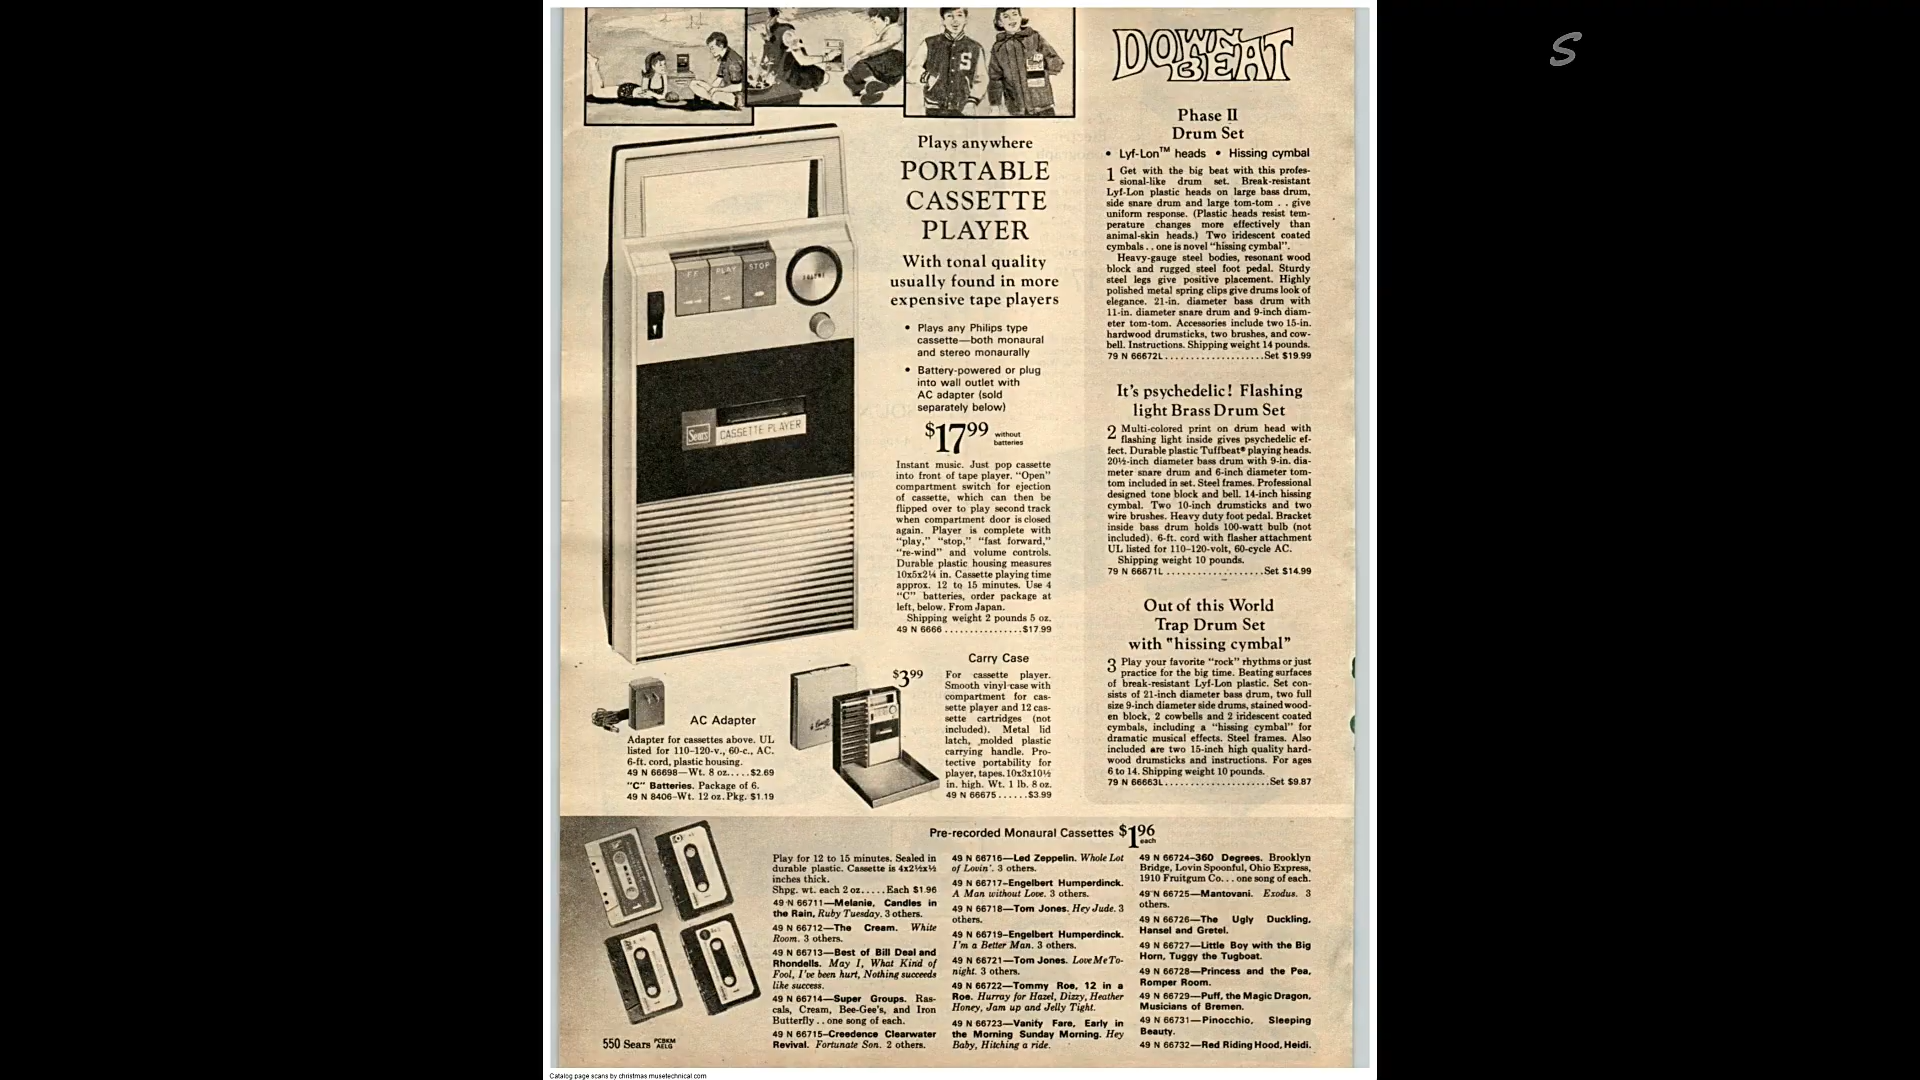 S
DOWN
BEAT
Plays anywhere
PORTABLE
CASSETTE
PLAYER
With tonal quality
usually found in more
expensive tape players
• Plays any Philips type
cassette—both monaural
and stereo monaurally
• Battery-powered or plug
into wall outlet with
AC adapter (sold
separately below)
$17⁹⁹ without
batteries
Instant music. Just pop cassette
into front of tape player. “Open”
compartment switch for ejection
of cassette, which can then be
flipped over to play second track
when compartment door is closed
again. Player is complete with
“play,” “stop,” “fast forward,”
“re-wind” and volume controls.
Durable plastic housing measures
10x5x2¼ in. Cassette playing time
approx. 12 to 15 minutes. Use 4
“C” batteries, order package at
left, below. From Japan.
Shipping weight 2 pounds 5 oz.
49 N 6666................$17.99
FF PLAY STOP
VOLUME
Sears CASSETTE PLAYER
AC Adapter
Adapter for cassettes above. UL
listed for 110-120-v., 60-c., AC.
6-ft. cord, plastic housing.
49 N 66698—Wt. 8 oz.....$2.69
“C” Batteries. Package of 6.
49 N 8406—Wt. 12 oz. Pkg. $1.19
$3⁹⁹
Carry Case
For cassette player.
Smooth vinyl case with
compartment for cas-
sette player and 12 cas-
sette cartridges (not
included). Metal lid
latch, molded plastic
carrying handle. Pro-
tective portability for
player, tapes. 10x3x10½
in. high. Wt. 1 lb. 8 oz.
49 N 66675......$3.99
Phase II
Drum Set
• Lyf-Lon™ heads • Hissing cymbal
1 Get with the big beat with this profes-
sional-like drum set. Break-resistant
Lyf-Lon plastic heads on large bass drum,
side snare drum and large tom-tom . . give
uniform response. (Plastic heads resist tem-
perature changes more effectively than
animal-skin heads.) Two iridescent coated
cymbals . . one is novel “hissing cymbal”.
Heavy-gauge steel bodies, resonant wood
block and rugged steel foot pedal. Sturdy
steel legs give positive placement. Highly
polished metal spring clips give drums look of
elegance. 21-in. diameter bass drum with
11-in. diameter snare drum and 9-inch diam-
eter tom-tom. Accessories include two 15-in.
hardwood drumsticks, two brushes, and cow-
bell. Instructions. Shipping weight 14 pounds.
79 N 66672L.....................Set $19.99
It’s psychedelic! Flashing
light Brass Drum Set
2 Multi-colored print on drum head with
flashing light inside gives psychedelic ef-
fect. Durable plastic Tuffbeat® playing heads.
20½-inch diameter bass drum with 9-in. dia-
meter snare drum and 6-inch diameter tom-
tom included in set. Steel frames. Professional
designed tone block and bell. 14-inch hissing
cymbal. Two 10-inch drumsticks and two
wire brushes. Heavy duty foot pedal. Bracket
inside bass drum holds 100-watt bulb (not
included). 6-ft. cord with flasher attachment
UL listed for 110-120-volt, 60-cycle AC.
Shipping weight 10 pounds.
79 N 66671L....................Set $14.99
Out of this World
Trap Drum Set
with “hissing cymbal”
3 Play your favorite “rock” rhythms or just
practice for the big time. Beating surfaces
of break-resistant Lyf-Lon plastic. Set con-
sists of 21-inch diameter bass drum, two full
size 9-inch diameter side drums, stained wood-
en block, 2 cowbells and 2 iridescent coated
cymbals, including a “hissing cymbal” for
dramatic musical effects. Steel frames. Also
included are two 15-inch high quality hard-
wood drumsticks and instructions. For ages
6 to 14. Shipping weight 10 pounds.
79 N 66663L......................Set $9.87
Pre-recorded Monaural Cassettes $1⁹⁶ each
Play for 12 to 15 minutes. Sealed in
durable plastic. Cassette is 4x2½x½
inches thick.
Shpg. wt. each 2 oz.....Each $1.96
49 N 66711—Melanie, Candles in
the Rain, Ruby Tuesday. 3 others.
49 N 66712—The Cream. White
Room. 3 others.
49 N 66713—Best of Bill Deal and
Rhondells. May I, What Kind of
Fool, I’ve been hurt, Nothing succeeds
like success.
49 N 66714—Super Groups. Ras-
cals, Cream, Bee-Gee’s, and Iron
Butterfly . . one song of each.
49 N 66715—Creedence Clearwater
Revival. Fortunate Son. 2 others.
49 N 66716—Led Zeppelin. Whole Lot
of Lovin’. 3 others.
49 N 66717—Engelbert Humperdinck.
A Man without Love. 3 others.
49 N 66718—Tom Jones. Hey Jude. 3
others.
49 N 66719—Engelbert Humperdinck.
I’m a Better Man. 3 others.
49 N 66721—Tom Jones. Love Me To-
night. 3 others.
49 N 66722—Tommy Roe, 12 in a
Roe. Hurray for Hazel, Dizzy, Heather
Honey, Jam up and Jelly Tight.
49 N 66723—Vanity Fare, Early in
the Morning Sunday Morning. Hey
Baby, Hitching a ride.
49 N 66724—360 Degrees. Brooklyn
Bridge, Lovin Spoonful, Ohio Express,
1910 Fruitgum Co. . . one song of each.
49 N 66725—Mantovani. Exodus. 3
others.
49 N 66726—The Ugly Duckling,
Hansel and Gretel.
49 N 66727—Little Boy with the Big
Horn, Tuggy the Tugboat.
49 N 66728—Princess and the Pea,
Romper Room.
49 N 66729—Puff, the Magic Dragon,
Musicians of Bremen.
49 N 66731—Pinocchio, Sleeping
Beauty.
49 N 66732—Red Riding Hood, Heidi.
550 Sears PCBKM
AELG
Catalog page scans by christmas.musetechnical.com
S